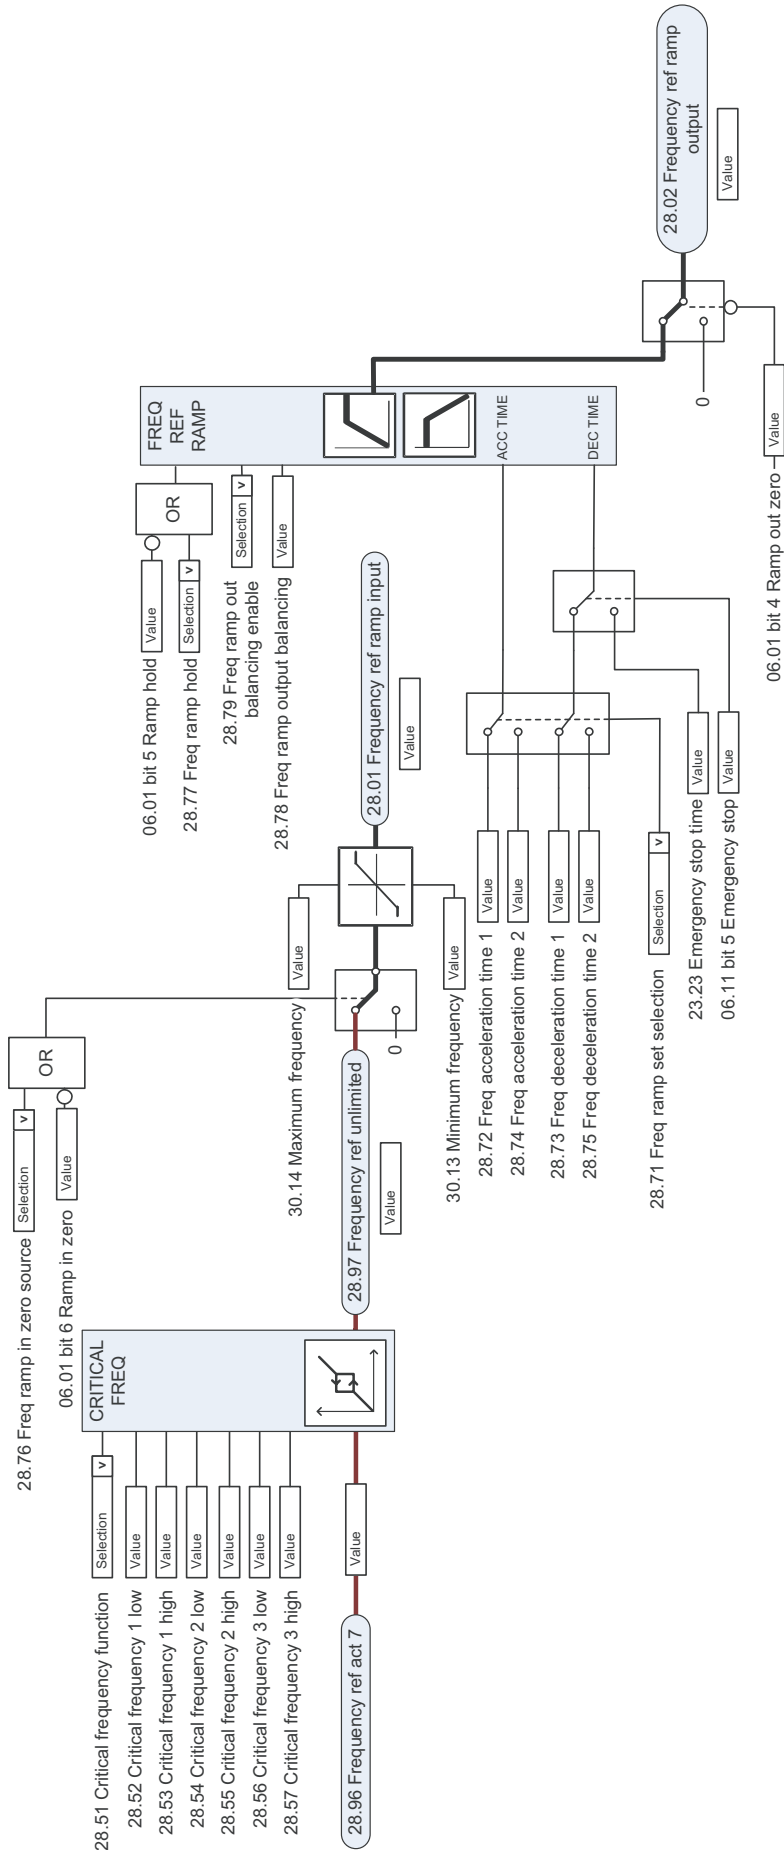 28.76 Freq ramp in zero source
Selection
v
OR
06.01 bit 6 Ramp in zero
Value
28.51 Critical frequency function
Selection
v
CRITICAL
FREQ
28.52 Critical frequency 1 low
Value
28.53 Critical frequency 1 high
Value
28.54 Critical frequency 2 low
Value
28.55 Critical frequency 2 high
Value
28.56 Critical frequency 3 low
Value
28.57 Critical frequency 3 high
Value
28.96 Frequency ref act 7
Value
28.97 Frequency ref unlimited
Value
0
30.14 Maximum frequency
Value
30.13 Minimum frequency
Value
28.01 Frequency ref ramp input
Value
06.01 bit 5 Ramp hold
Value
OR
28.77 Freq ramp hold
Selection
v
28.79 Freq ramp out
balancing enable
Selection
v
28.78 Freq ramp output balancing
Value
FREQ
REF
RAMP
ACC TIME
DEC TIME
28.72 Freq acceleration time 1
Value
28.74 Freq acceleration time 2
Value
28.73 Freq deceleration time 1
Value
28.75 Freq deceleration time 2
Value
28.71 Freq ramp set selection
Selection
v
23.23 Emergency stop time
Value
06.11 bit 5 Emergency stop
Value
0
06.01 bit 4 Ramp out zero
Value
28.02 Frequency ref ramp
output
Value